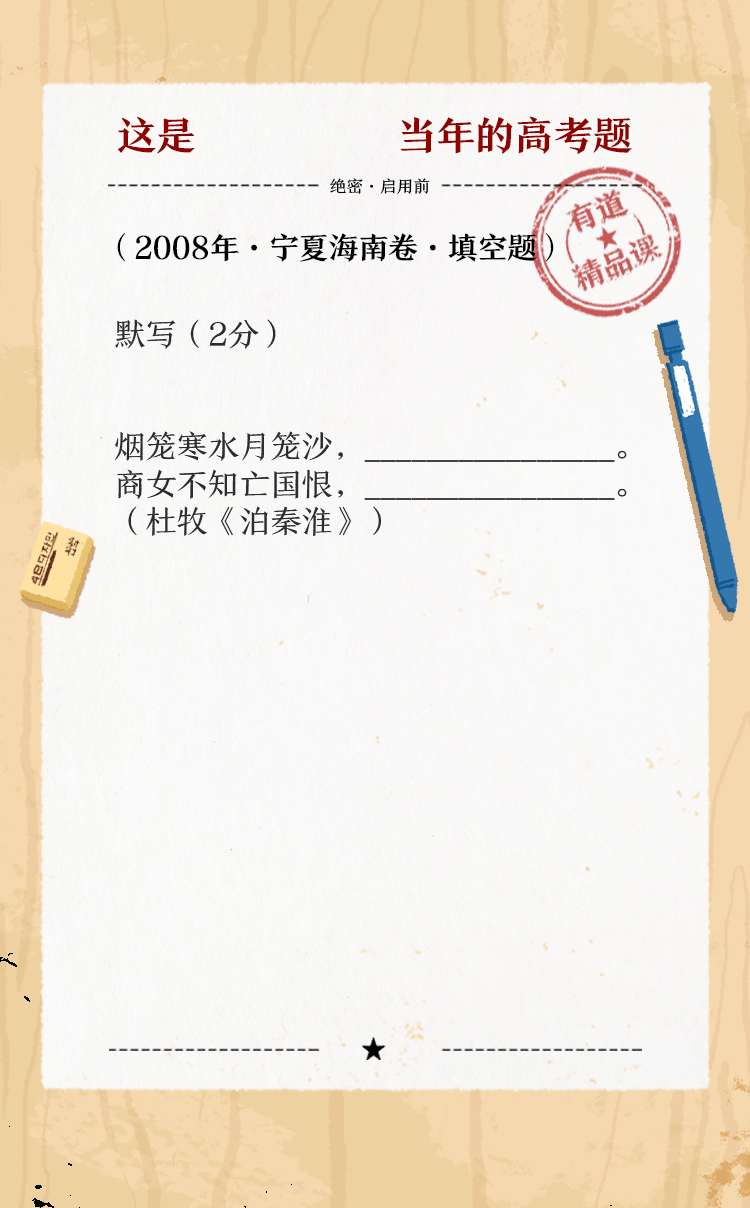 这是 当年的高考题
绝密·启用前
（2008年·宁夏海南卷·填空题）
有道
精品课
默写（2分）
烟笼寒水月笼沙，________________。
商女不知亡国恨，________________。
（杜牧《泊秦淮》）